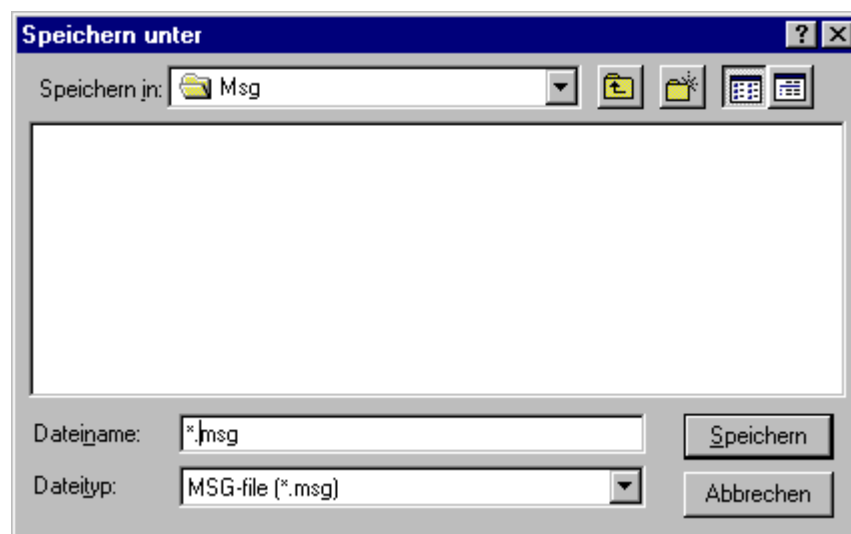 Speichern unter
Speichern in: Msg
Dateiname: *.msg Speichern
Dateityp: MSG-file (*.msg) Abbrechen